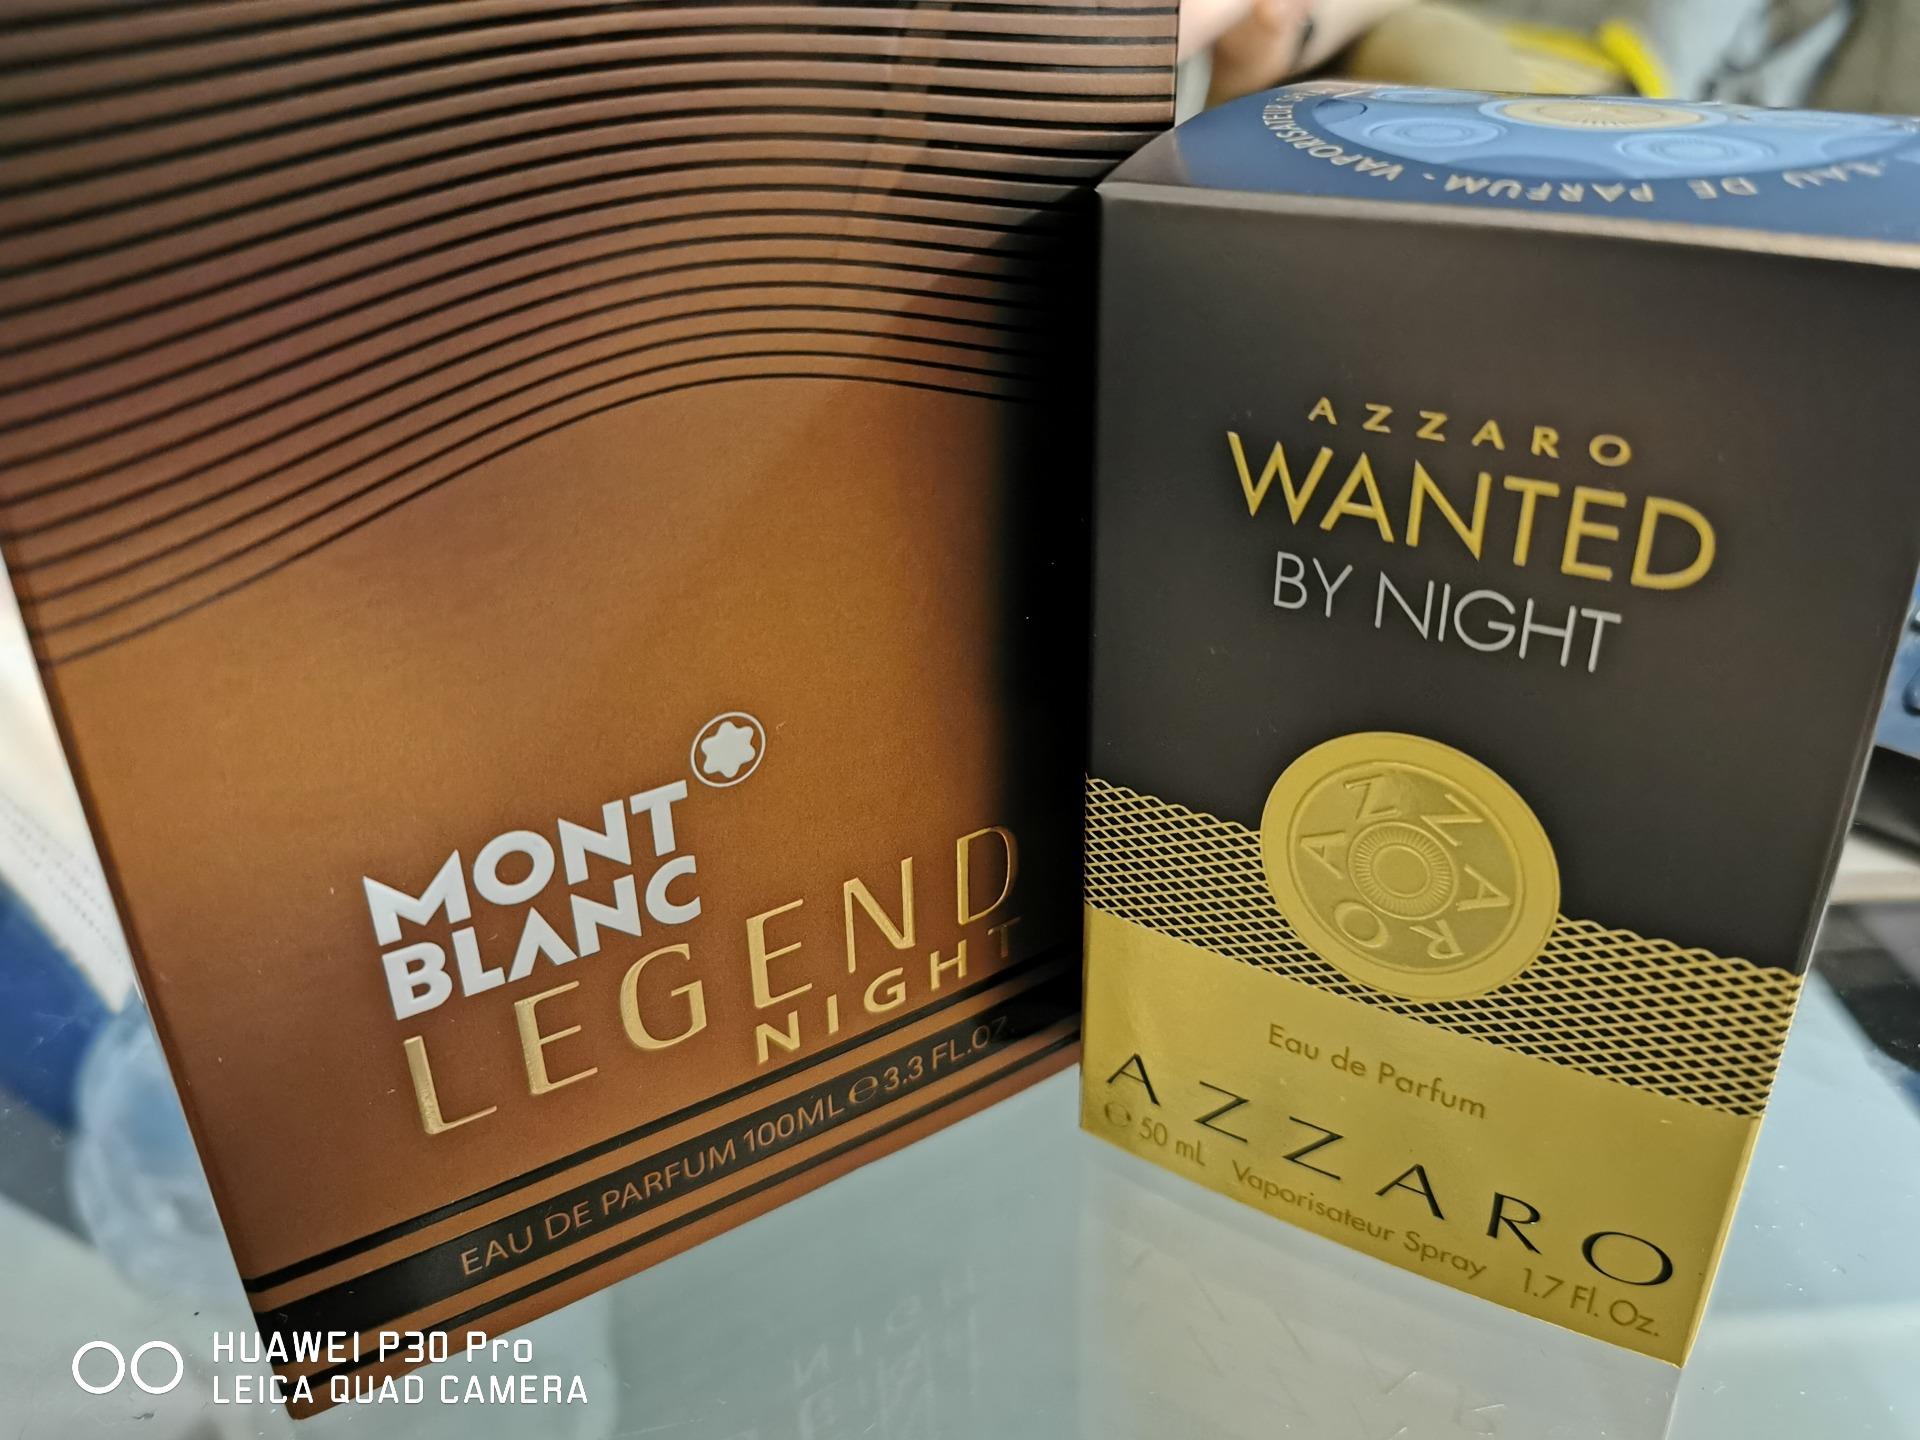 MONT
BLANC
LEGEND
NIGHT
EAU DE PARFUM 100ML ℮ 3.3 FL.OZ.
EAU DE PARFUM - VAPORISATEUR
AZZARO
WANTED
BY NIGHT
AZZARO
Eau de Parfum
AZZARO
℮ 50 mL Vaporisateur Spray 1.7 Fl. Oz.
HUAWEI P30 Pro
LEICA QUAD CAMERA